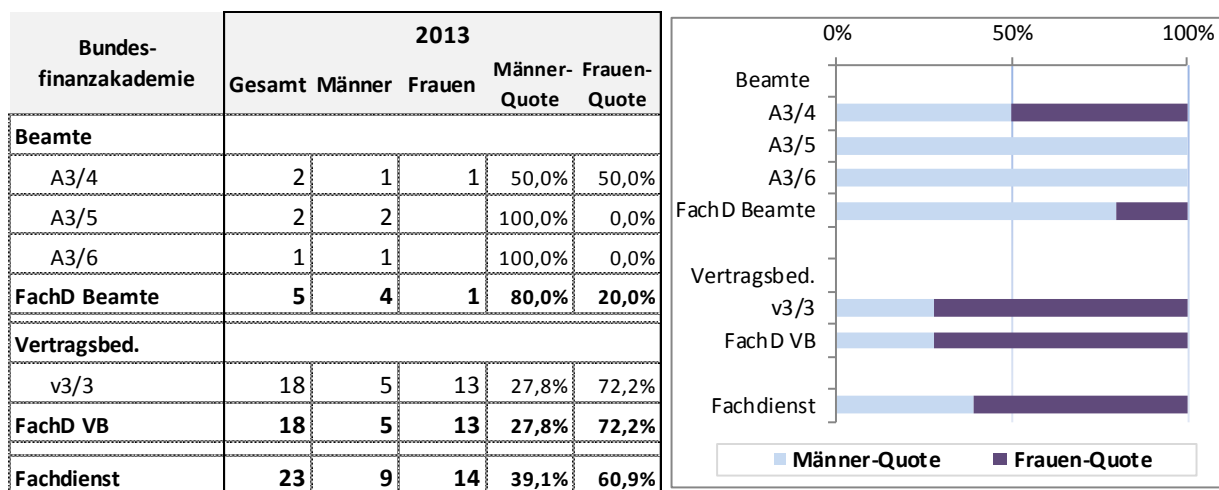 Bundes-
finanzakademie
2013
Gesamt Männer Frauen Männer-Quote Frauen-Quote
Beamte
A3/4 2 1 1 50,0% 50,0%
A3/5 2 2 100,0% 0,0%
A3/6 1 1 100,0% 0,0%
FachD Beamte 5 4 1 80,0% 20,0%
Vertragsbed.
v3/3 18 5 13 27,8% 72,2%
FachD VB 18 5 13 27,8% 72,2%
Fachdienst 23 9 14 39,1% 60,9%
0% 50% 100%
Beamte
A3/4
A3/5
A3/6
FachD Beamte
Vertragsbed.
v3/3
FachD VB
Fachdienst
Männer-Quote Frauen-Quote